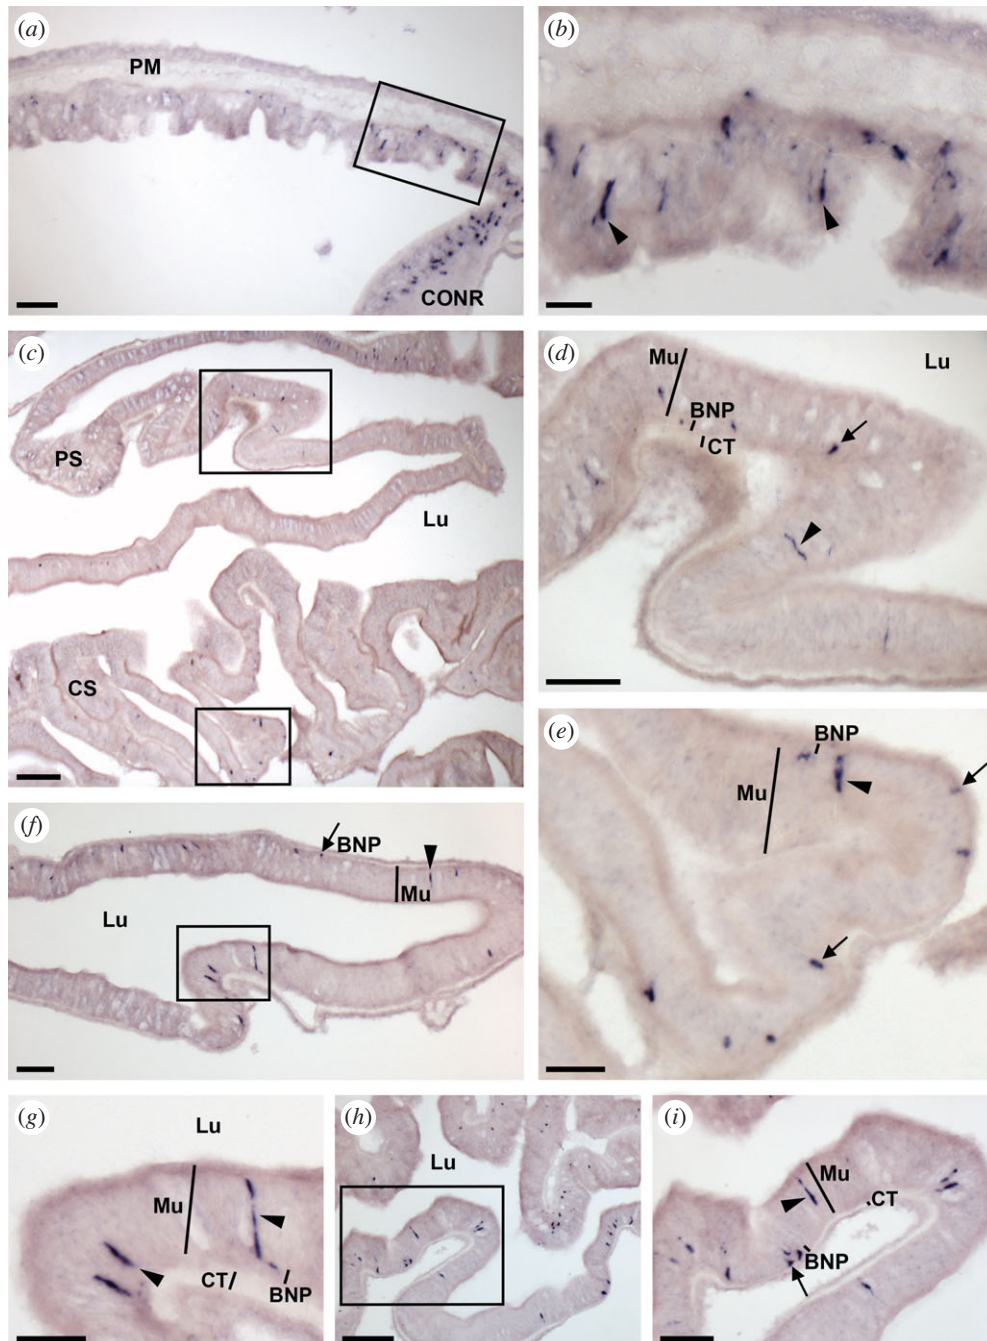 (a)
PM
CONR
(b)
(c)
PS
Lu
CS
(d)
Mu
Lu
BNP
CT
(e)
BNP
Mu
(f)
BNP
Mu
Lu
(g)
Lu
Mu
CT
BNP
(h)
Lu
(i)
Mu
CT
BNP